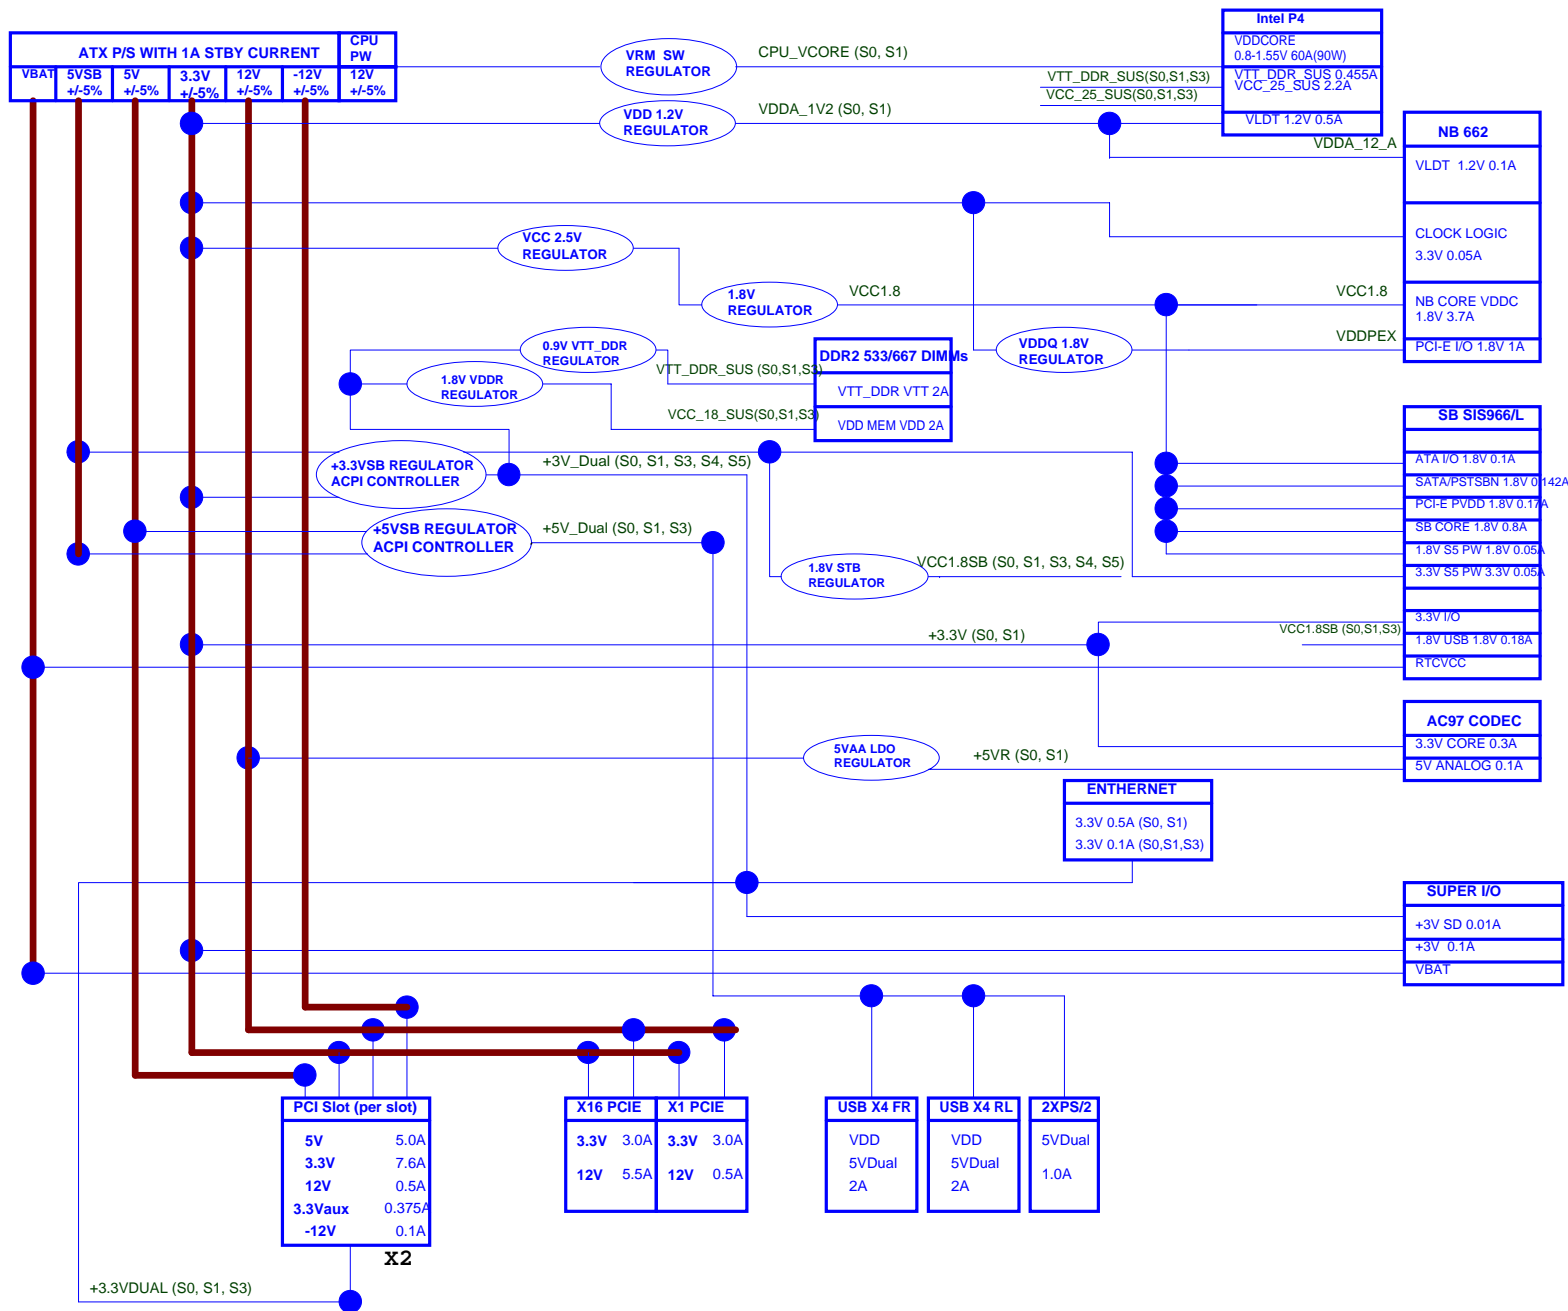 ATX P/S WITH 1A STBY CURRENT
CPU
PW
VBAT
5VSB
+/-5%
5V
+/-5%
3.3V
+/-5%
12V
+/-5%
-12V
+/-5%
12V
+/-5%
VRM SW
REGULATOR
CPU_VCORE (S0, S1)
VDD 1.2V
REGULATOR
VDDA_1V2 (S0, S1)
Intel P4
VDDCORE
0.8-1.55V 60A(90W)
VTT_DDR_SUS(S0,S1,S3)
VTT_DDR_SUS 0.455A
VCC_25_SUS 2.2A
VCC_25_SUS(S0,S1,S3)
VLDT 1.2V 0.5A
VDDA_12_A
NB 662
VLDT 1.2V 0.1A
CLOCK LOGIC
3.3V 0.05A
NB CORE VDDC
1.8V 3.7A
PCI-E I/O 1.8V 1A
VCC 2.5V
REGULATOR
1.8V
REGULATOR
VCC1.8
VCC1.8
VDDPEX
VDDQ 1.8V
REGULATOR
0.9V VTT_DDR
REGULATOR
1.8V VDDR
REGULATOR
VTT_DDR_SUS (S0,S1,S3)
VCC_18_SUS(S0,S1,S3)
DDR2 533/667 DIMMs
VTT_DDR VTT 2A
VDD MEM VDD 2A
+3.3VSB REGULATOR
ACPI CONTROLLER
+3V_Dual (S0, S1, S3, S4, S5)
+5VSB REGULATOR
ACPI CONTROLLER
+5V_Dual (S0, S1, S3)
1.8V STB
REGULATOR
VCC1.8SB (S0, S1, S3, S4, S5)
SB SIS966/L
ATA I/O 1.8V 0.1A
SATA/PSTSBN 1.8V 0.142A
PCI-E PVDD 1.8V 0.17A
SB CORE 1.8V 0.8A
1.8V S5 PW 1.8V 0.05A
3.3V S5 PW 3.3V 0.05A
3.3V I/O
1.8V USB 1.8V 0.18A
RTCVCC
+3.3V (S0, S1)
VCC1.8SB (S0,S1,S3)
AC97 CODEC
3.3V CORE 0.3A
5V ANALOG 0.1A
5VAA LDO
REGULATOR
+5VR (S0, S1)
ENTHERNET
3.3V 0.5A (S0, S1)
3.3V 0.1A (S0,S1,S3)
SUPER I/O
+3V SD 0.01A
+3V 0.1A
VBAT
PCI Slot (per slot)
5V 5.0A
3.3V 7.6A
12V 0.5A
3.3Vaux 0.375A
-12V 0.1A
X2
X16 PCIE
3.3V 3.0A
12V 5.5A
X1 PCIE
3.3V 3.0A
12V 0.5A
USB X4 FR
VDD
5VDual
2A
USB X4 RL
VDD
5VDual
2A
2XPS/2
5VDual
1.0A
+3.3VDUAL (S0, S1, S3)